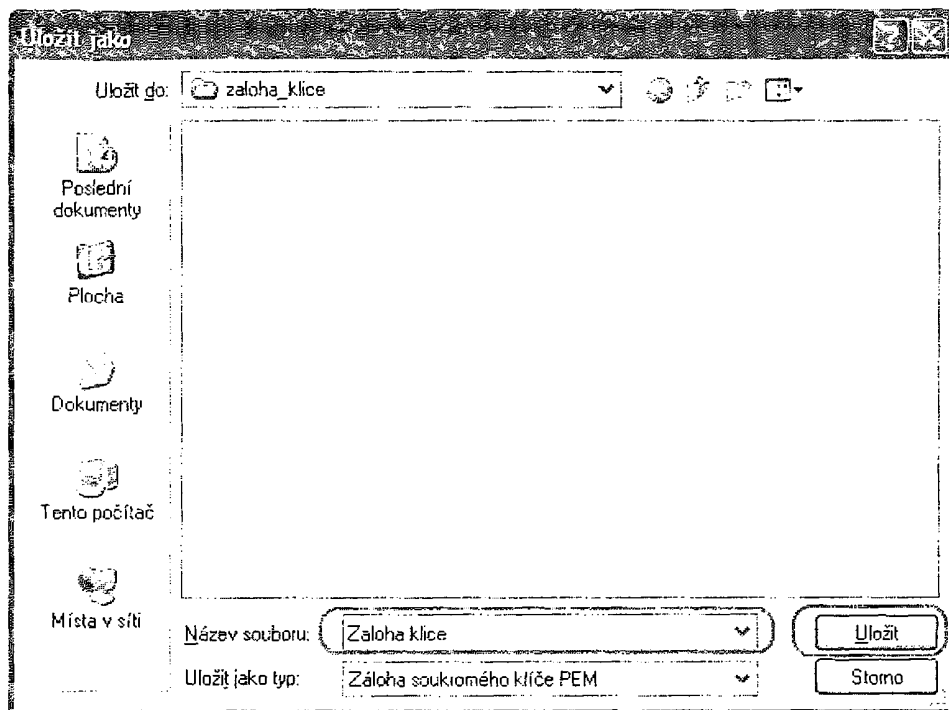 Uložit jako
Uložit do: zaloha_klice
Poslední
dokumenty
Plocha
Dokumenty
Tento počítač
Místa v síti
Název souboru: Zaloha klice Uložit
Uložit jako typ: Záloha soukromého klíče PEM Storno